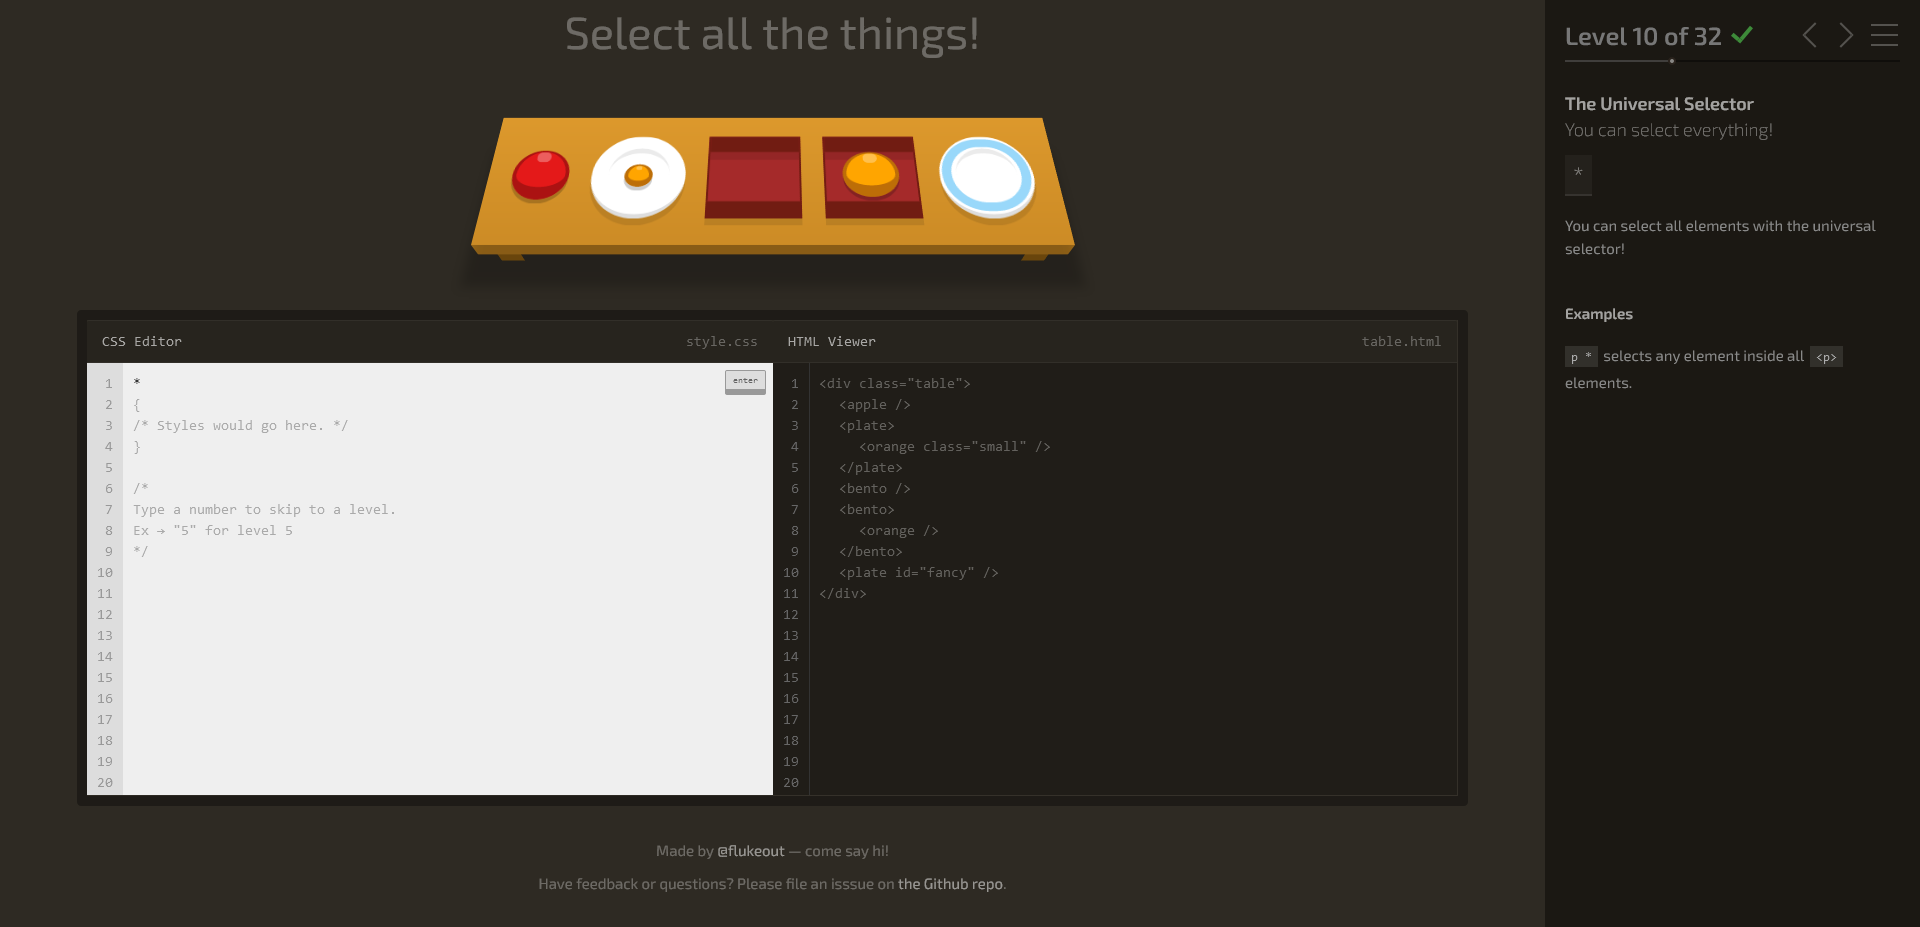 Select all the things!
CSS Editor
style.css
1 *
enter
2 {
3 /* Styles would go here. */
4 }
5
6 /*
7 Type a number to skip to a level.
8 Ex → "5" for level 5
9 */
10
11
12
13
14
15
16
17
18
19
20
HTML Viewer
table.html
1 <div class="table">
2 <apple />
3 <plate>
4 <orange class="small" />
5 </plate>
6 <bento />
7 <bento>
8 <orange />
9 </bento>
10 <plate id="fancy" />
11 </div>
12
13
14
15
16
17
18
19
20
Made by @flukeout — come say hi!
Have feedback or questions? Please file an isssue on the Github repo.
Level 10 of 32
The Universal Selector
You can select everything!
*
You can select all elements with the universal
selector!
Examples
p * selects any element inside all <p>
elements.